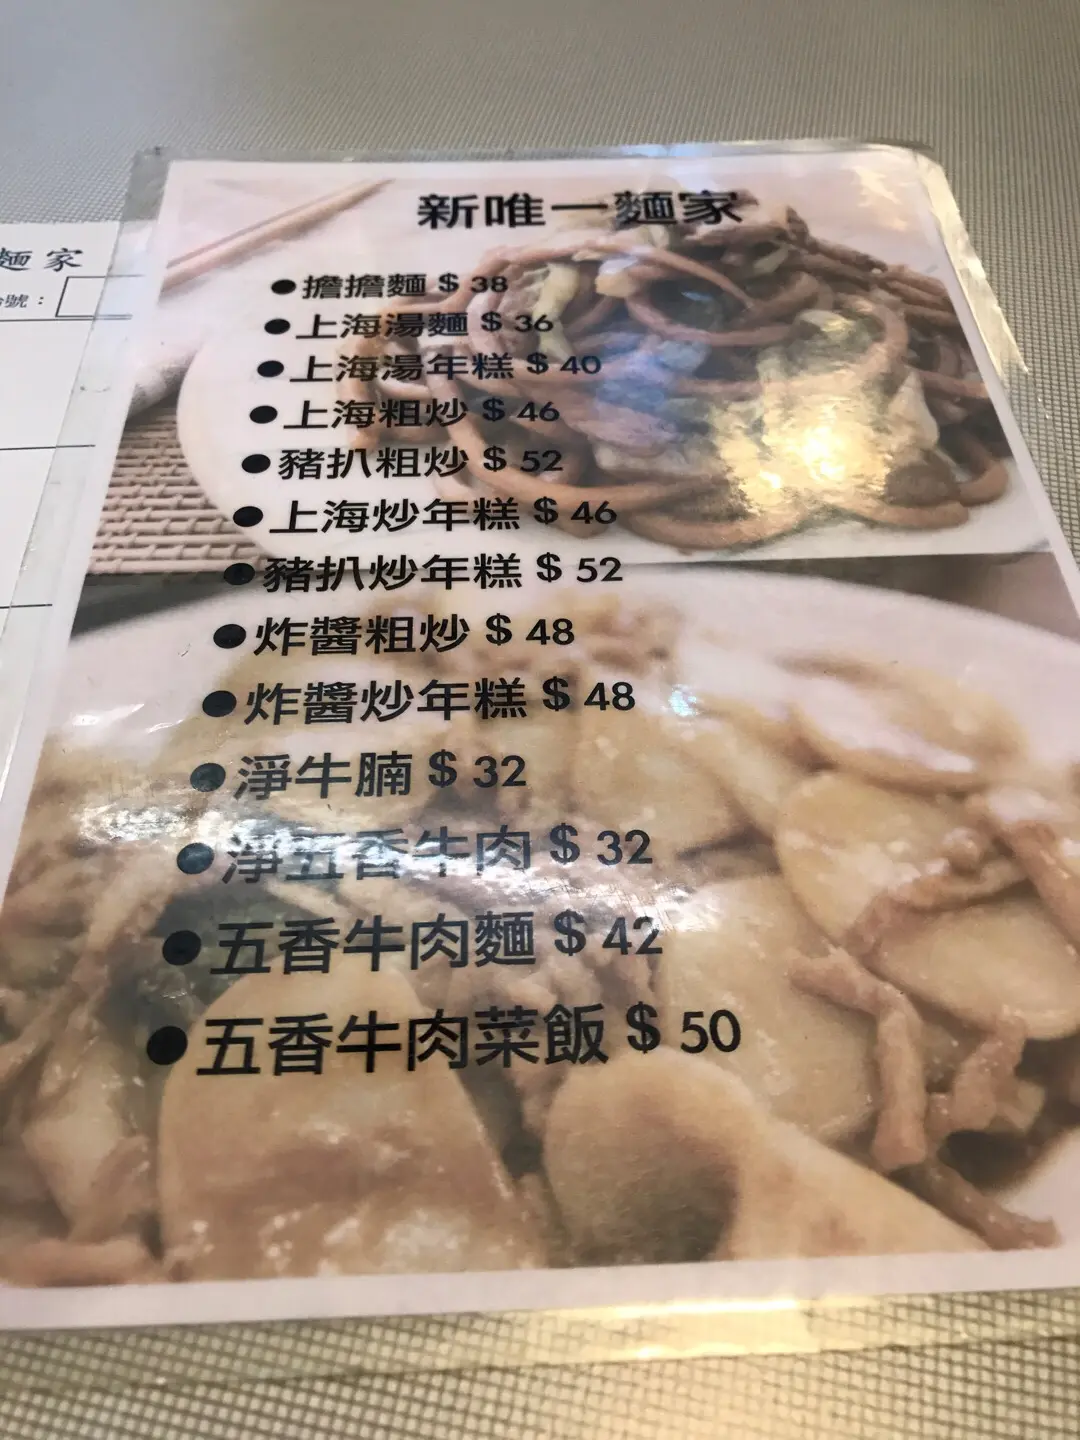 新唯一麵家
麵家
號：
●擔擔麵 $ 38
●上海湯麵 $ 36
●上海湯年糕 $ 40
●上海粗炒 $ 46
●豬扒粗炒 $ 52
●上海炒年糕 $ 46
●豬扒炒年糕 $ 52
●炸醬粗炒 $ 48
●炸醬炒年糕 $ 48
●淨牛腩 $ 32
●淨五香牛肉 $ 32
●五香牛肉麵 $ 42
●五香牛肉菜飯 $ 50